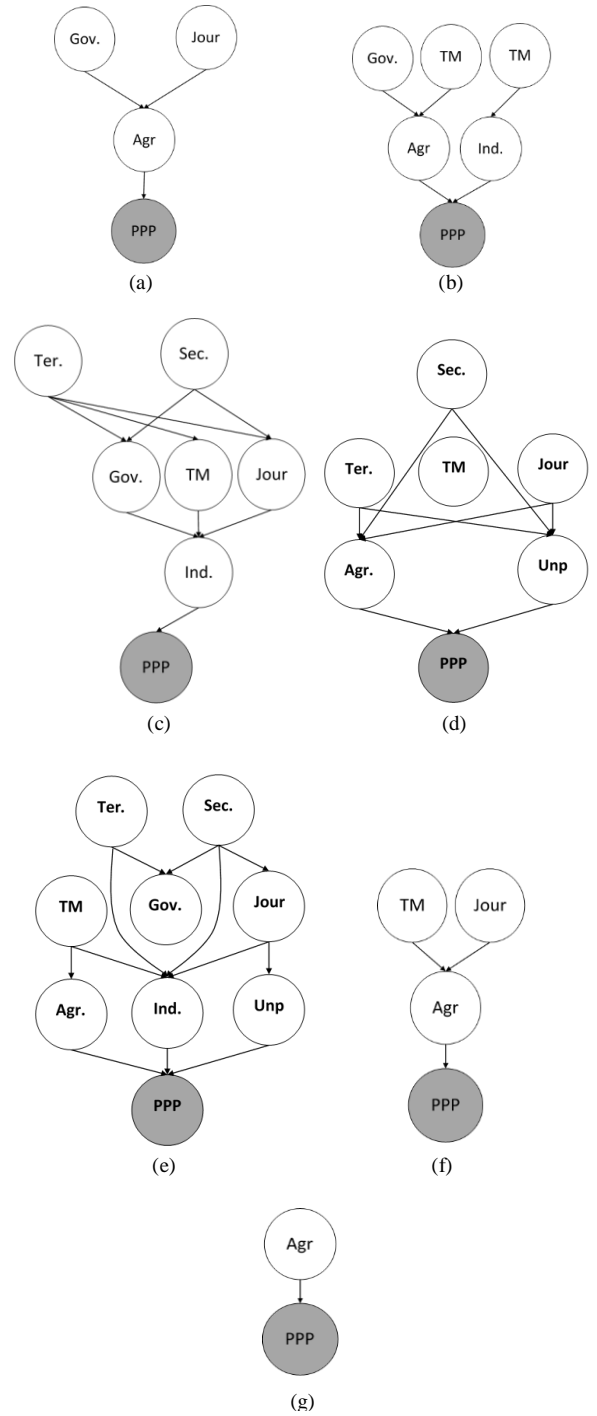 Gov. Jour
Agr
PPP
(a)
Gov. TM TM
Agr Ind.
PPP
(b)
Ter. Sec.
Gov. TM Jour
Ind.
PPP
(c)
Sec.
Ter. TM Jour
Agr. Unp
PPP
(d)
Ter. Sec.
TM Gov. Jour
Agr. Ind. Unp
PPP
(e)
TM Jour
Agr
PPP
(f)
Agr
PPP
(g)